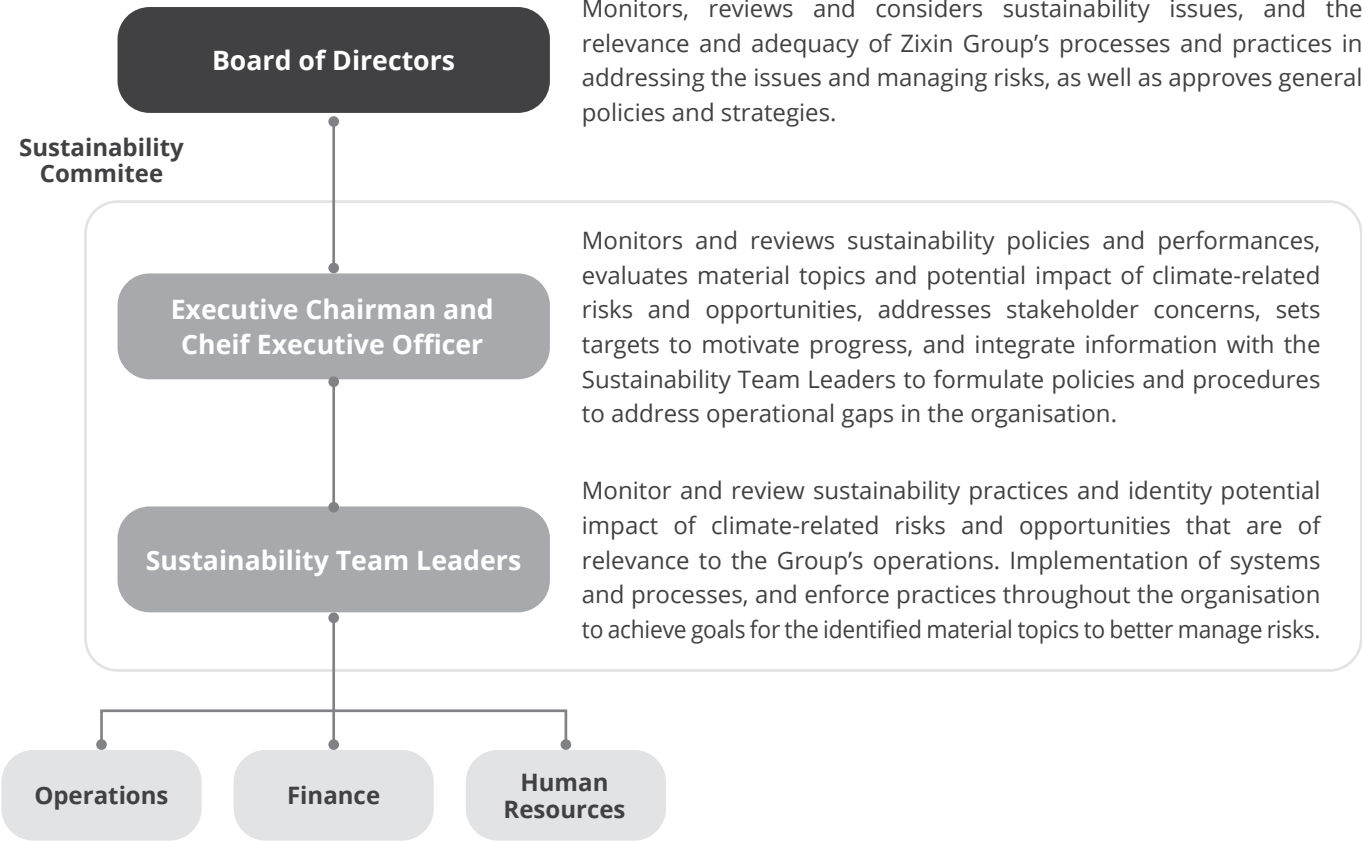 Board of Directors
Monitors, reviews and considers sustainability issues, and the
relevance and adequacy of Zixin Group's processes and practices in
addressing the issues and managing risks, as well as approves general
policies and strategies.
Sustainability
Commitee
Executive Chairman and
Cheif Executive Officer
Monitors and reviews sustainability policies and performances,
evaluates material topics and potential impact of climate-related
risks and opportunities, addresses stakeholder concerns, sets
targets to motivate progress, and integrate information with the
Sustainability Team Leaders to formulate policies and procedures
to address operational gaps in the organisation.
Sustainability Team Leaders
Monitor and review sustainability practices and identity potential
impact of climate-related risks and opportunities that are of
relevance to the Group's operations. Implementation of systems
and processes, and enforce practices throughout the organisation
to achieve goals for the identified material topics to better manage risks.
Operations
Finance
Human
Resources